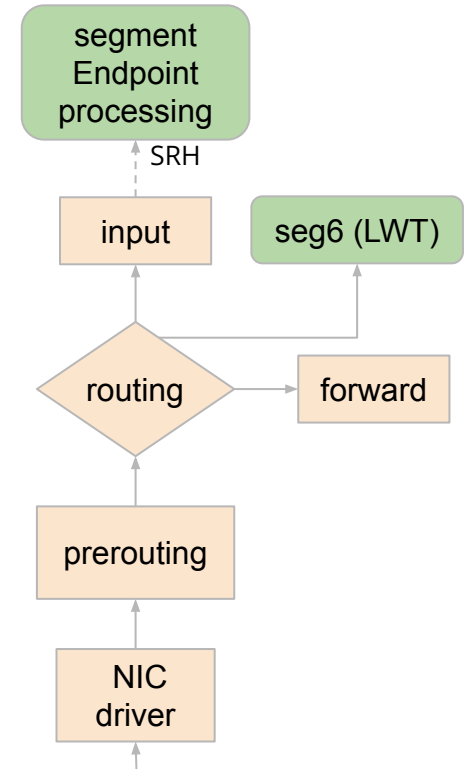 segment
Endpoint
processing
SRH
input
seg6 (LWT)
routing
forward
prerouting
NIC
driver